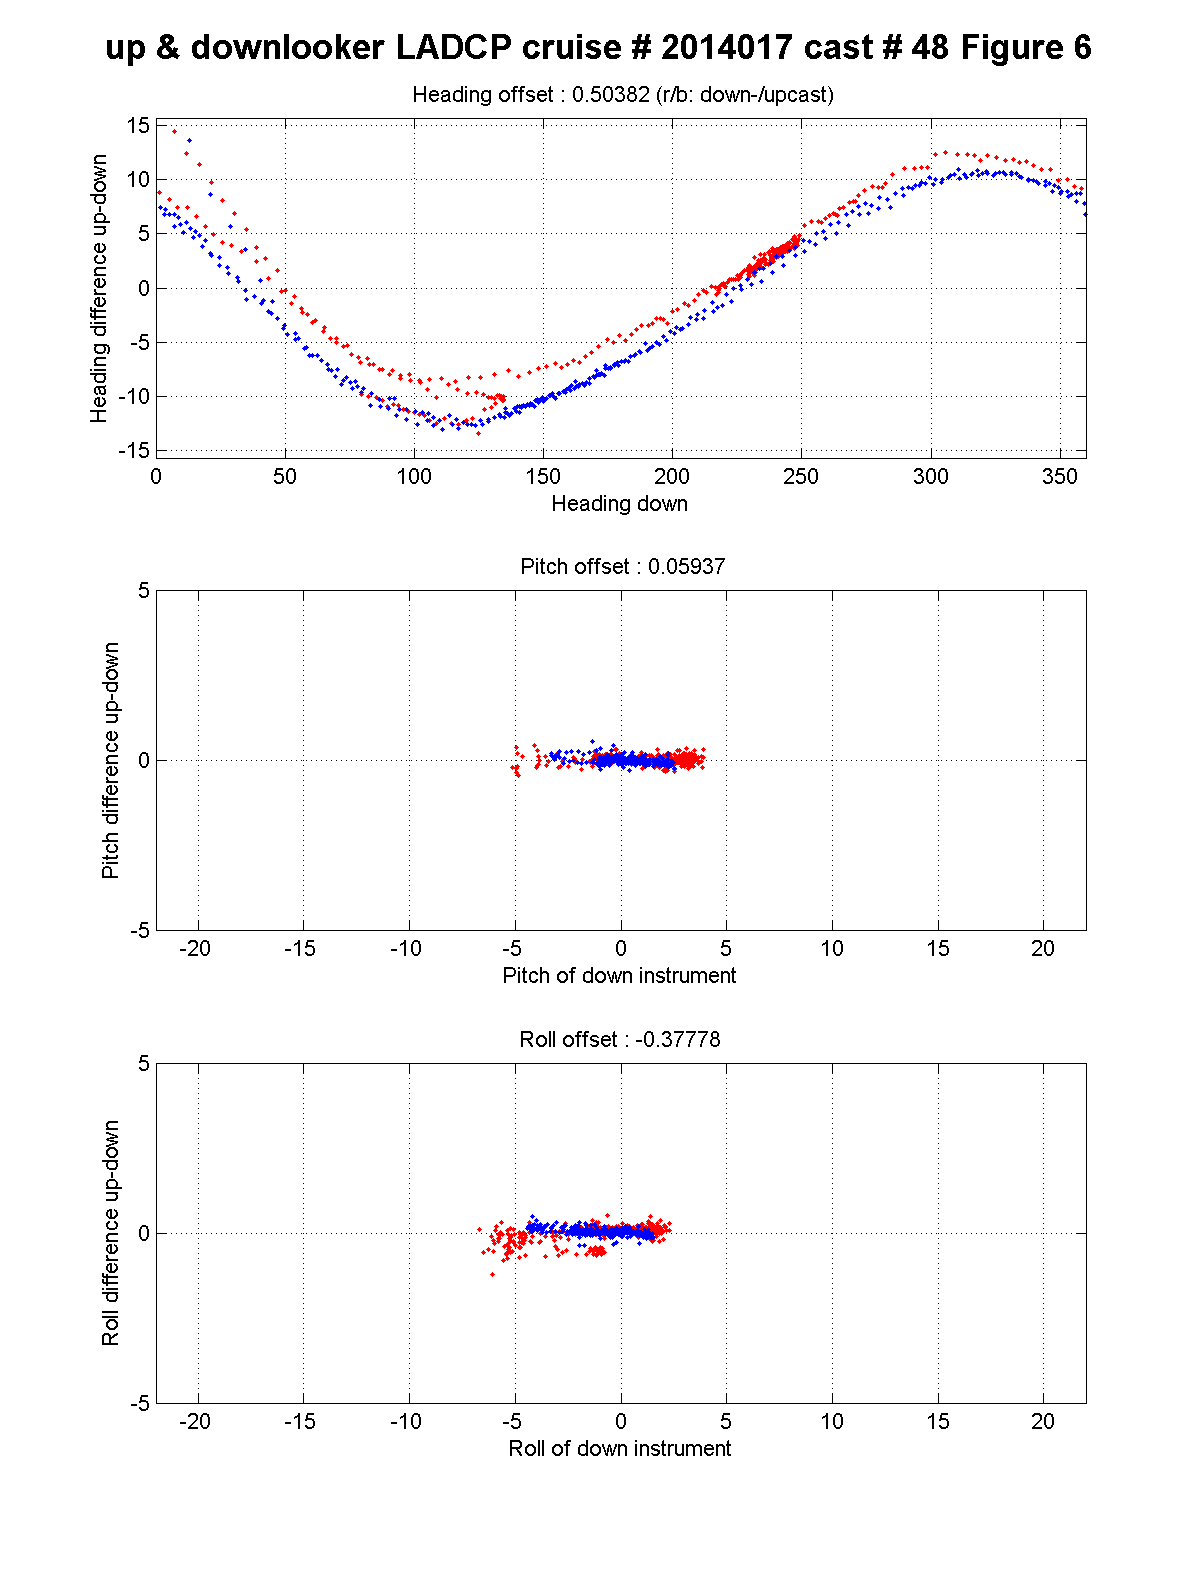 up & downlooker LADCP cruise # 2014017 cast # 48 Figure 6
Heading offset : 0.50382 (r/b: down-/upcast)
Heading difference up-down
15
10
5
0
-5
-10
-15
0 50 100 150 200 250 300 350
Heading down
Pitch offset : 0.05937
Pitch difference up-down
5
0
-5
-20 -15 -10 -5 0 5 10 15 20
Pitch of down instrument
Roll offset : -0.37778
Roll difference up-down
5
0
-5
-20 -15 -10 -5 0 5 10 15 20
Roll of down instrument